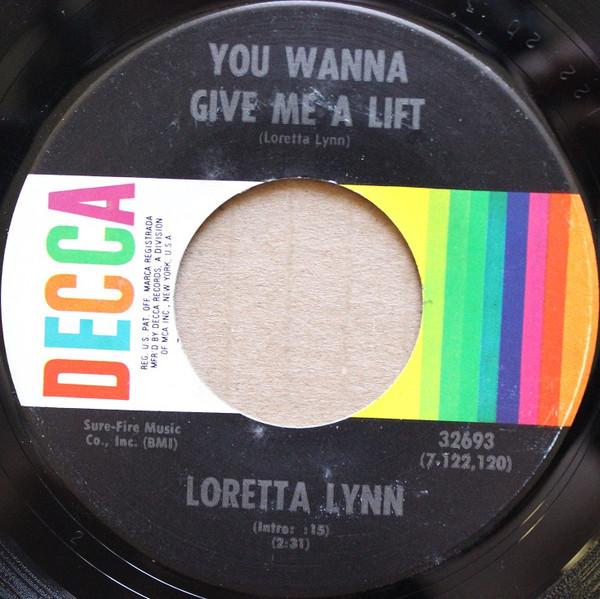 YOU WANNA
GIVE ME A LIFT
(Loretta Lynn)
DECCA
REG. U.S. PAT. OFF. MARCA REGISTRADA
MFR'D BY DECCA RECORDS, A DIVISION
OF MCA INC., NEW YORK, U.S.A.
Sure-Fire Music
Co., Inc. (BMI)
32693
(7.122,120)
LORETTA LYNN
(Intro: :15)
(2:31)